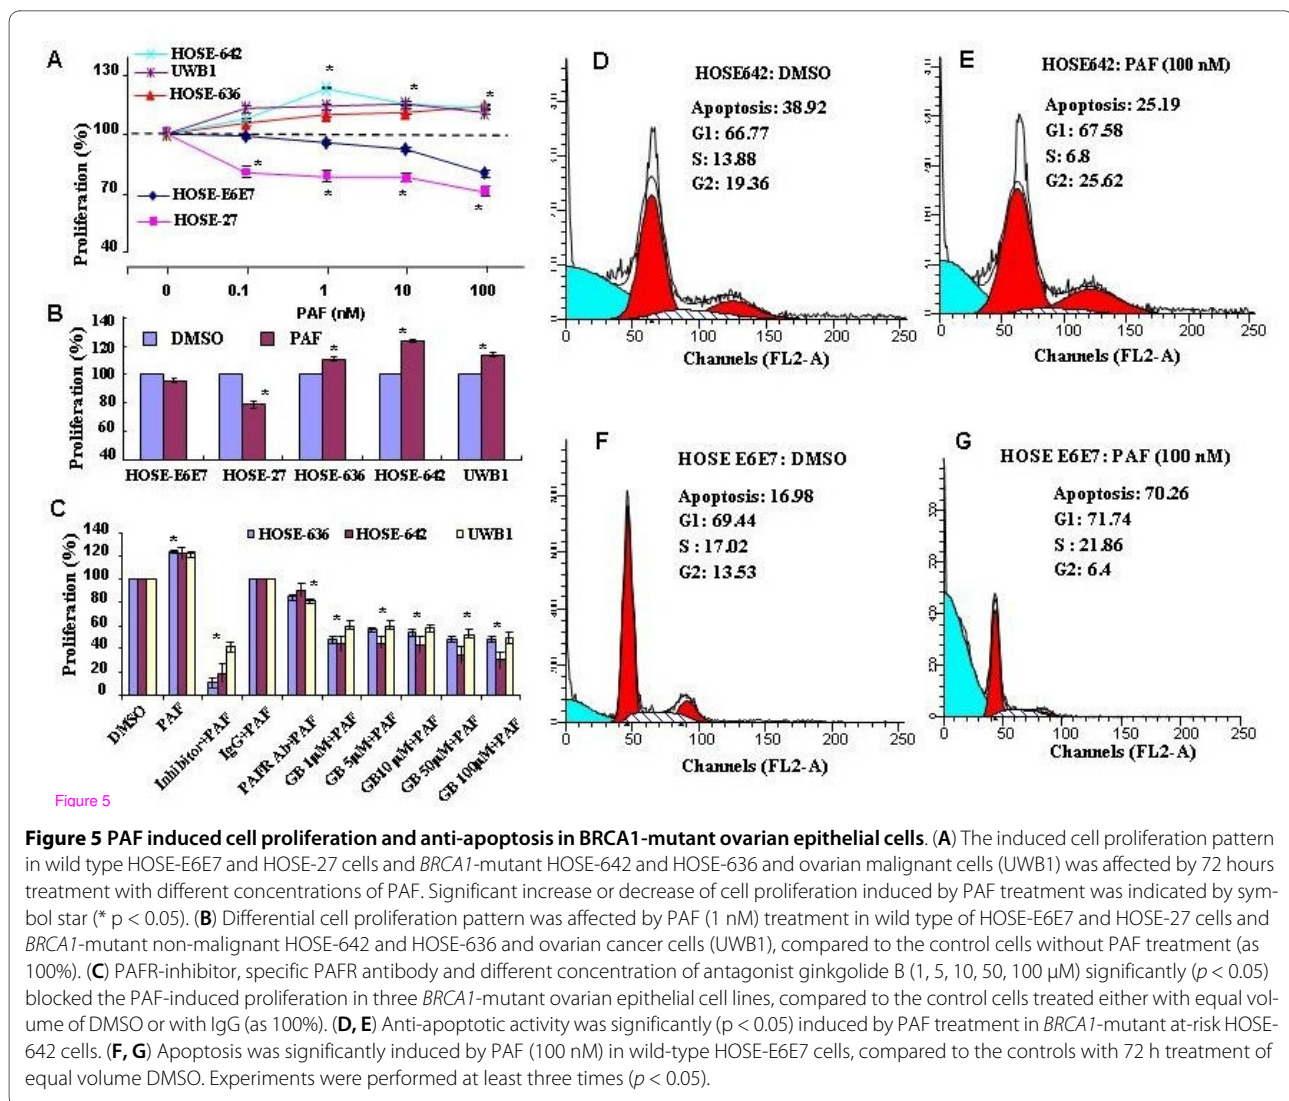 A
HOSE-642
UWB1
HOSE-636
HOSE-E6E7
HOSE-27
Proliferation (%)
130
100
70
40
0 0.1 1 10 100
PAF (nM)
* * * * * * *
B
DMSO PAF
Proliferation (%)
140
120
100
80
60
40
* * * *
HOSE-E6E7 HOSE-27 HOSE-636 HOSE-642 UWB1
C
HOSE-636 HOSE-642 UWB1
Proliferation (%)
140
120
100
80
60
40
20
0
* * * * * * * *
DMSO
PAF
Inhibitor+PAF
IgG+PAF
PAFR Ab+PAF
GB 1µM+PAF
GB 5µM+PAF
GB10 µM+PAF
GB 50µM+PAF
GB 100µM+PAF
Figure 5
D
HOSE642: DMSO
Apoptosis: 38.92
G1: 66.77
S: 13.88
G2: 19.36
0 50 100 150 200 250
Channels (FL2-A)
E
HOSE642: PAF (100 nM)
Apoptosis: 25.19
G1: 67.58
S: 6.8
G2: 25.62
0 50 100 150 200 250
Channels (FL2-A)
F
HOSE E6E7: DMSO
Apoptosis: 16.98
G1: 69.44
S : 17.02
G2: 13.53
0 50 100 150 200 250
Channels (FL2-A)
G
HOSE E6E7: PAF (100 nM)
Apoptosis: 70.26
G1: 71.74
S : 21.86
G2: 6.4
0 50 100 150 200 250
Channels (FL2-A)
Figure 5 PAF induced cell proliferation and anti-apoptosis in BRCA1-mutant ovarian epithelial cells. (A) The induced cell proliferation pattern
in wild type HOSE-E6E7 and HOSE-27 cells and BRCA1-mutant HOSE-642 and HOSE-636 and ovarian malignant cells (UWB1) was affected by 72 hours
treatment with different concentrations of PAF. Significant increase or decrease of cell proliferation induced by PAF treatment was indicated by sym-
bol star (* p < 0.05). (B) Differential cell proliferation pattern was affected by PAF (1 nM) treatment in wild type of HOSE-E6E7 and HOSE-27 cells and
BRCA1-mutant non-malignant HOSE-642 and HOSE-636 and ovarian cancer cells (UWB1), compared to the control cells without PAF treatment (as
100%). (C) PAFR-inhibitor, specific PAFR antibody and different concentration of antagonist ginkgolide B (1, 5, 10, 50, 100 µM) significantly (p < 0.05)
blocked the PAF-induced proliferation in three BRCA1-mutant ovarian epithelial cell lines, compared to the control cells treated either with equal vol-
ume of DMSO or with IgG (as 100%). (D, E) Anti-apoptotic activity was significantly (p < 0.05) induced by PAF treatment in BRCA1-mutant at-risk HOSE-
642 cells. (F, G) Apoptosis was significantly induced by PAF (100 nM) in wild-type HOSE-E6E7 cells, compared to the controls with 72 h treatment of
equal volume DMSO. Experiments were performed at least three times (p < 0.05).